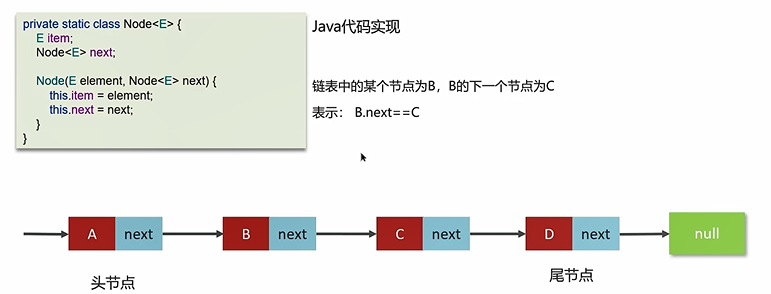 private static class Node<E> {
E item;
Node<E> next;
Node(E element, Node<E> next) {
this.item = element;
this.next = next;
}
}
Java代码实现
链表中的某个节点为B，B的下一个节点为C
表示： B.next==C
A next B next C next D next null
头节点 尾节点